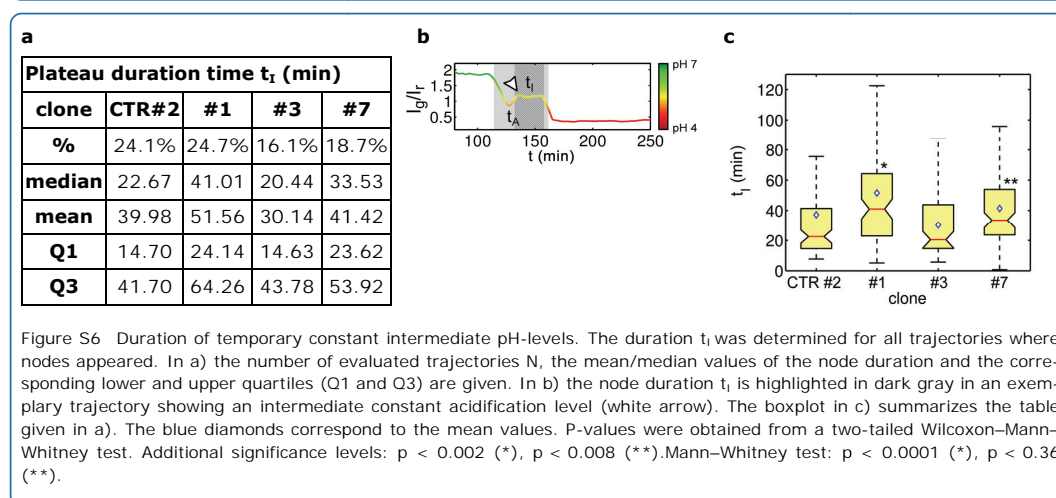 a
Plateau duration time tI (min)
clone CTR#2 #1 #3 #7
% 24.1% 24.7% 16.1% 18.7%
median 22.67 41.01 20.44 33.53
mean 39.98 51.56 30.14 41.42
Q1 14.70 24.14 14.63 23.62
Q3 41.70 64.26 43.78 53.92
b
2
1.5
1
0.5
Ig/Ir
tI
tA
100 150 200 250
t (min)
pH 7
pH 4
c
120
100
80
60
40
20
0
tI (min)
*
**
CTR #2 #1 #3 #7
clone
Figure S6 Duration of temporary constant intermediate pH-levels. The duration tI was determined for all trajectories where
nodes appeared. In a) the number of evaluated trajectories N, the mean/median values of the node duration and the corre-
sponding lower and upper quartiles (Q1 and Q3) are given. In b) the node duration tI is highlighted in dark gray in an exem-
plary trajectory showing an intermediate constant acidification level (white arrow). The boxplot in c) summarizes the table
given in a). The blue diamonds correspond to the mean values. P-values were obtained from a two-tailed Wilcoxon–Mann–
Whitney test. Additional significance levels: p < 0.002 (*), p < 0.008 (**).Mann–Whitney test: p < 0.0001 (*), p < 0.36
(**).